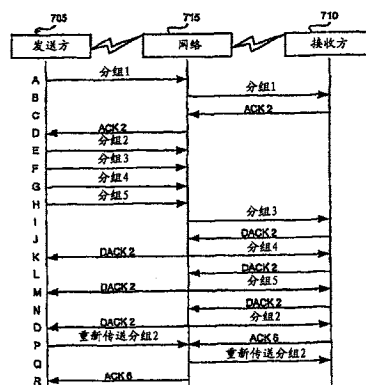 705
715
710
发送方
网络
接收方
A
分组1
B
分组1
C
ACK 2
D
ACK 2
E
分组2
F
分组3
G
分组4
H
分组5
I
分组3
J
DACK 2
K
DACK 2
分组4
L
DACK 2
M
DACK 2
分组5
N
DACK 2
O
DACK 2
分组2
P
重新传送分组2
ACK 6
Q
重新传送分组2
R
ACK 6